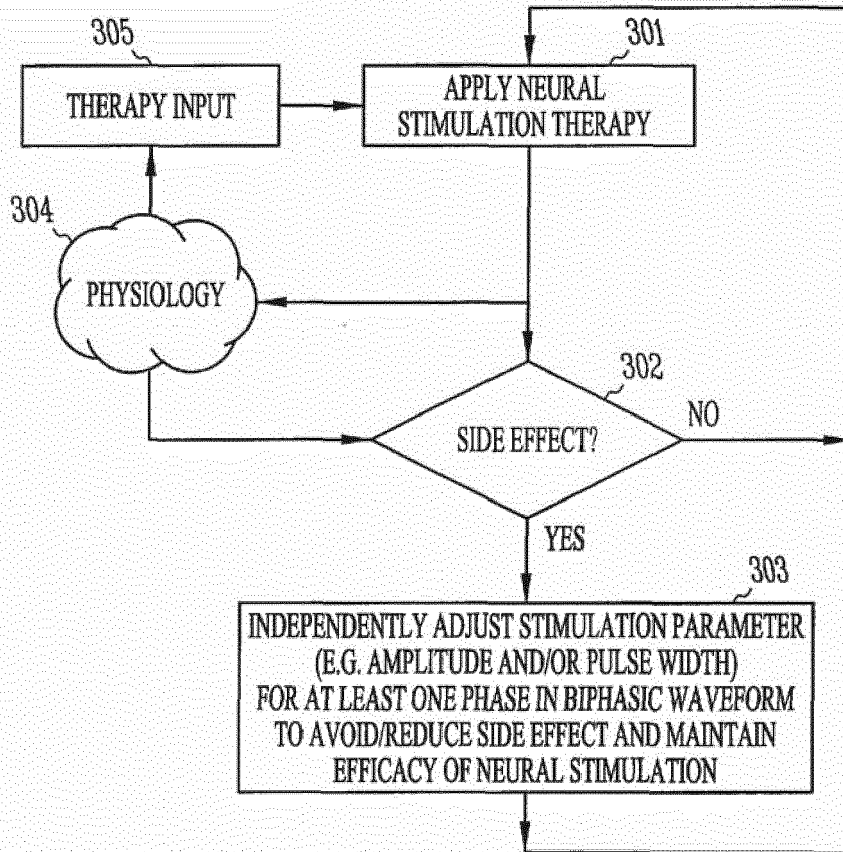 305
THERAPY INPUT
301
APPLY NEURAL
STIMULATION THERAPY
304
PHYSIOLOGY
302
SIDE EFFECT?
NO
YES
303
INDEPENDENTLY ADJUST STIMULATION PARAMETER
(E.G. AMPLITUDE AND/OR PULSE WIDTH)
FOR AT LEAST ONE PHASE IN BIPHASIC WAVEFORM
TO AVOID/REDUCE SIDE EFFECT AND MAINTAIN
EFFICACY OF NEURAL STIMULATION